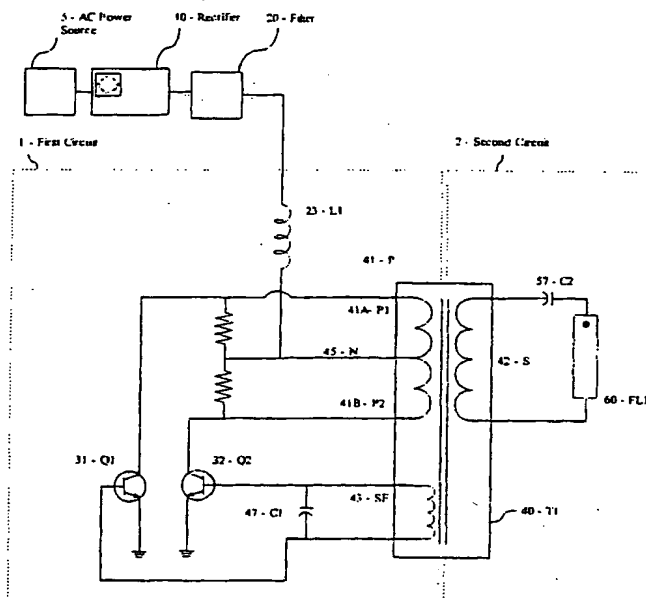 5 - AC Power
Source
10 - Rectifier
20 - Filter
1 - First Circuit
2 - Second Circuit
23 - L1
41 - P
57 - C2
41A- P1
45 - N
42 - S
41B - P2
60 - FL1
31 - Q1
32 - Q2
43 - SF
47 - C1
40 - T1